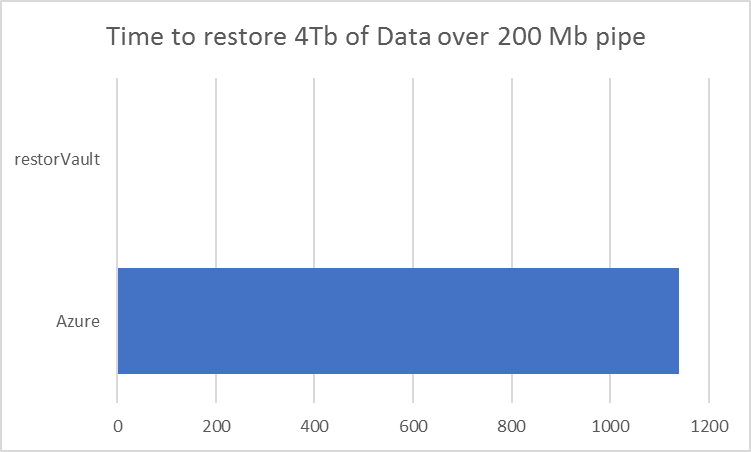 Time to restore 4Tb of Data over 200 Mb pipe
restorVault
Azure
0 200 400 600 800 1000 1200